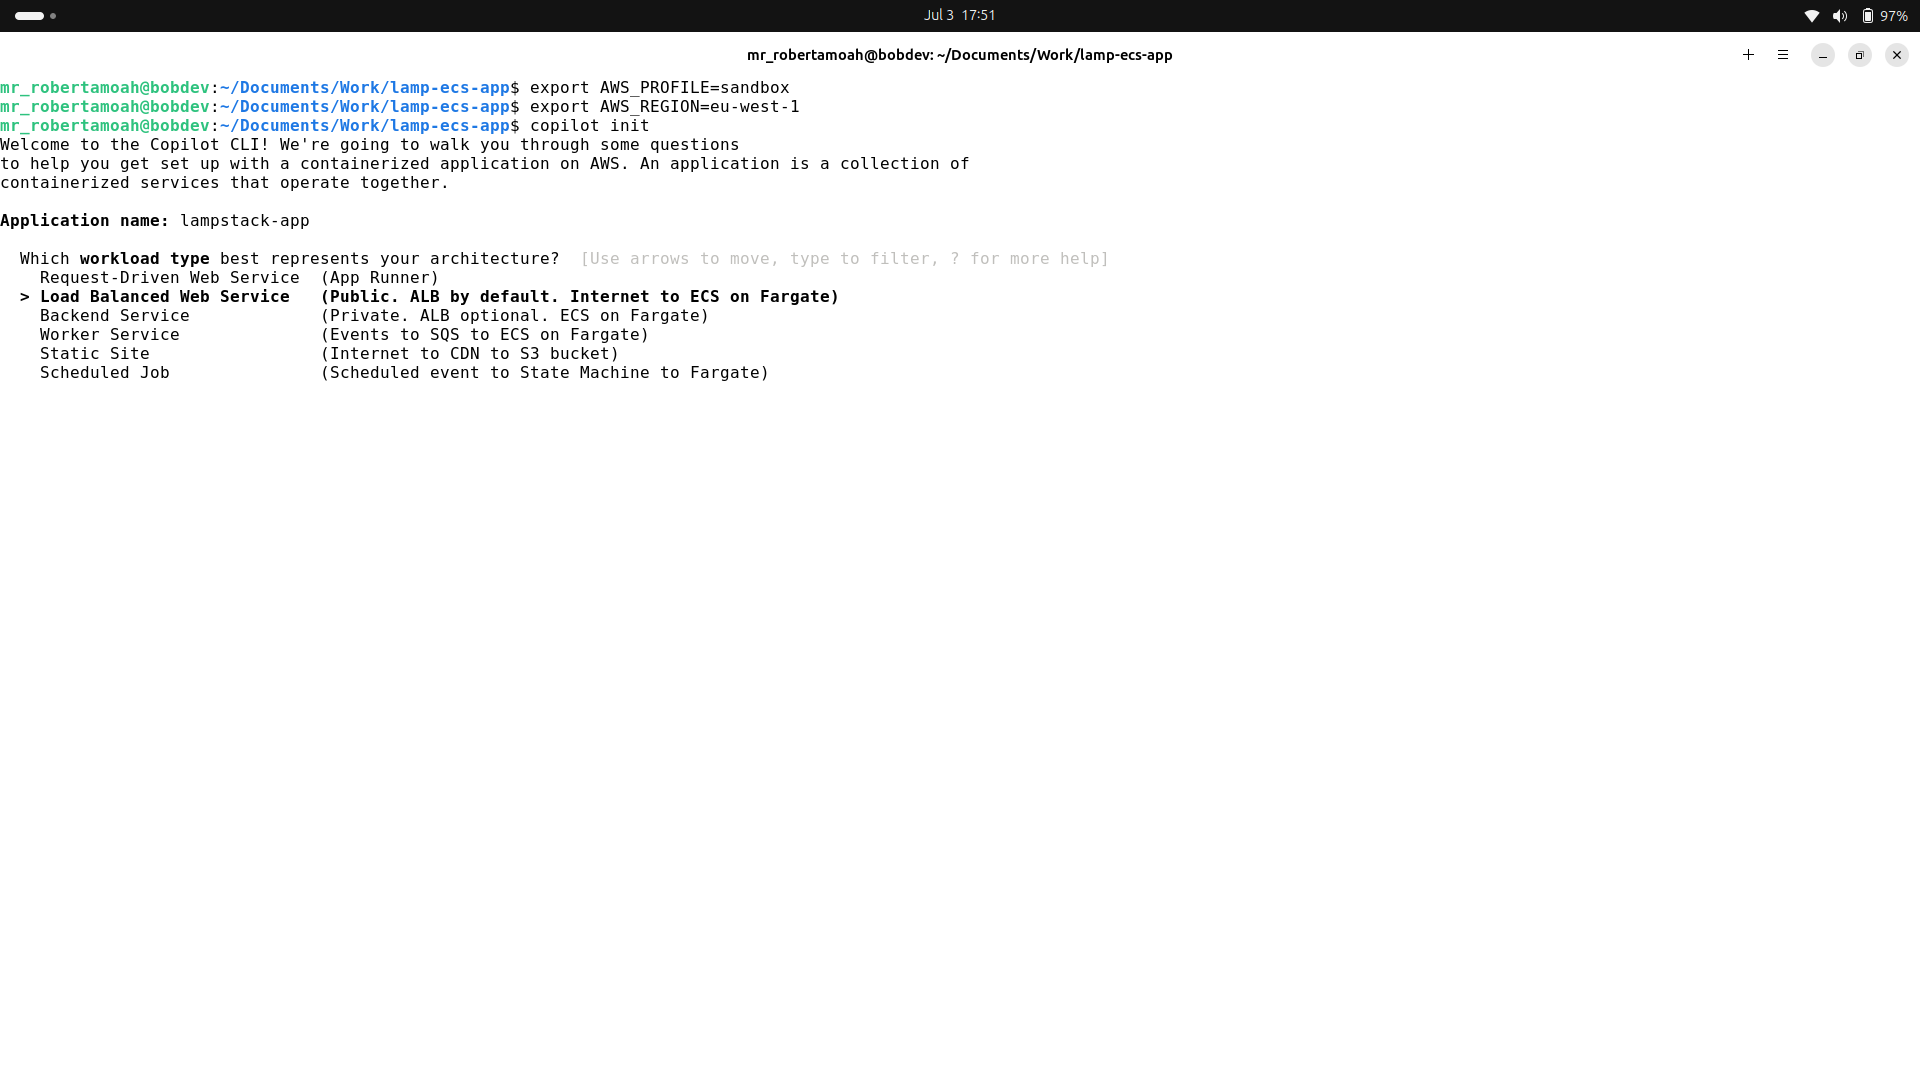 Jul 3 17:51
97%
mr_robertamoah@bobdev: ~/Documents/Work/lamp-ecs-app
mr_robertamoah@bobdev:~/Documents/Work/lamp-ecs-app$ export AWS_PROFILE=sandbox
mr_robertamoah@bobdev:~/Documents/Work/lamp-ecs-app$ export AWS_REGION=eu-west-1
mr_robertamoah@bobdev:~/Documents/Work/lamp-ecs-app$ copilot init
Welcome to the Copilot CLI! We're going to walk you through some questions
to help you get set up with a containerized application on AWS. An application is a collection of
containerized services that operate together.
Application name: lampstack-app
Which workload type best represents your architecture?  [Use arrows to move, type to filter, ? for more help]
Request-Driven Web Service  (App Runner)
> Load Balanced Web Service   (Public. ALB by default. Internet to ECS on Fargate)
Backend Service             (Private. ALB optional. ECS on Fargate)
Worker Service              (Events to SQS to ECS on Fargate)
Static Site                 (Internet to CDN to S3 bucket)
Scheduled Job               (Scheduled event to State Machine to Fargate)